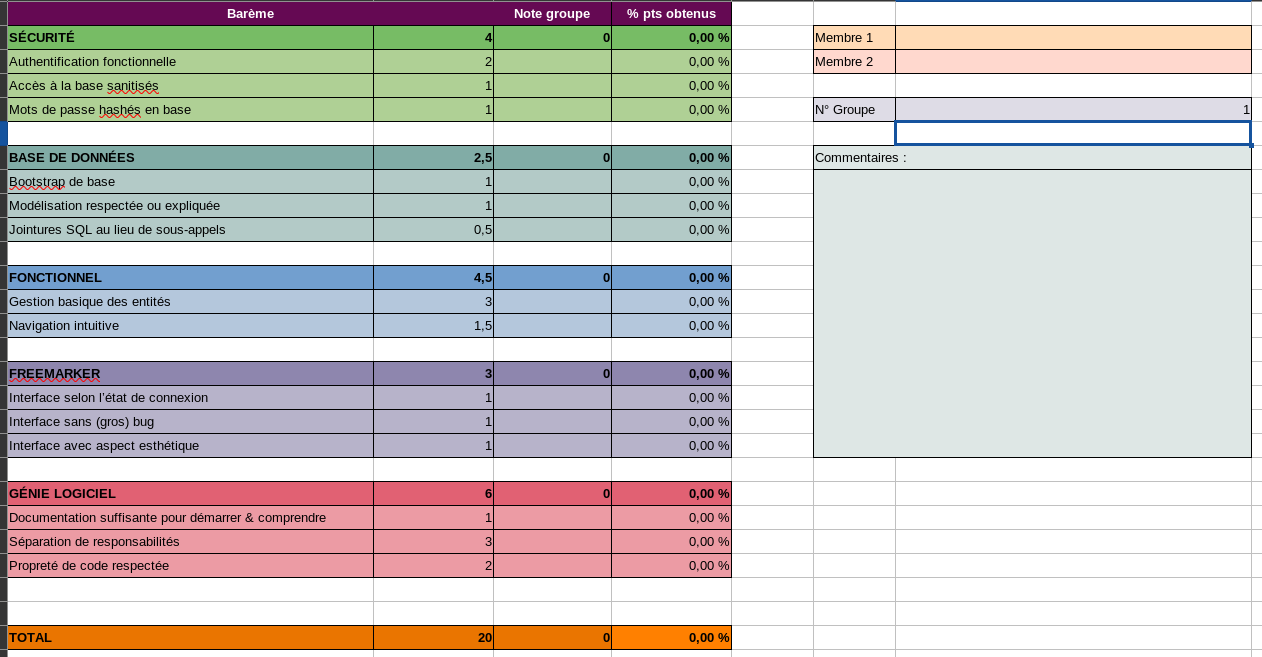 Barème Note groupe % pts obtenus
SÉCURITÉ 4 0 0,00 % Membre 1
Authentification fonctionnelle 2 0,00 % Membre 2
Accès à la base sanitisés 1 0,00 %
Mots de passe hashés en base 1 0,00 % N° Groupe 1
BASE DE DONNÉES 2,5 0 0,00 % Commentaires :
Bootstrap de base 1 0,00 %
Modélisation respectée ou expliquée 1 0,00 %
Jointures SQL au lieu de sous-appels 0,5 0,00 %
FONCTIONNEL 4,5 0 0,00 %
Gestion basique des entités 3 0,00 %
Navigation intuitive 1,5 0,00 %
FREEMARKER 3 0 0,00 %
Interface selon l'état de connexion 1 0,00 %
Interface sans (gros) bug 1 0,00 %
Interface avec aspect esthétique 1 0,00 %
GÉNIE LOGICIEL 6 0 0,00 %
Documentation suffisante pour démarrer & comprendre 1 0,00 %
Séparation de responsabilités 3 0,00 %
Propreté de code respectée 2 0,00 %
TOTAL 20 0 0,00 %